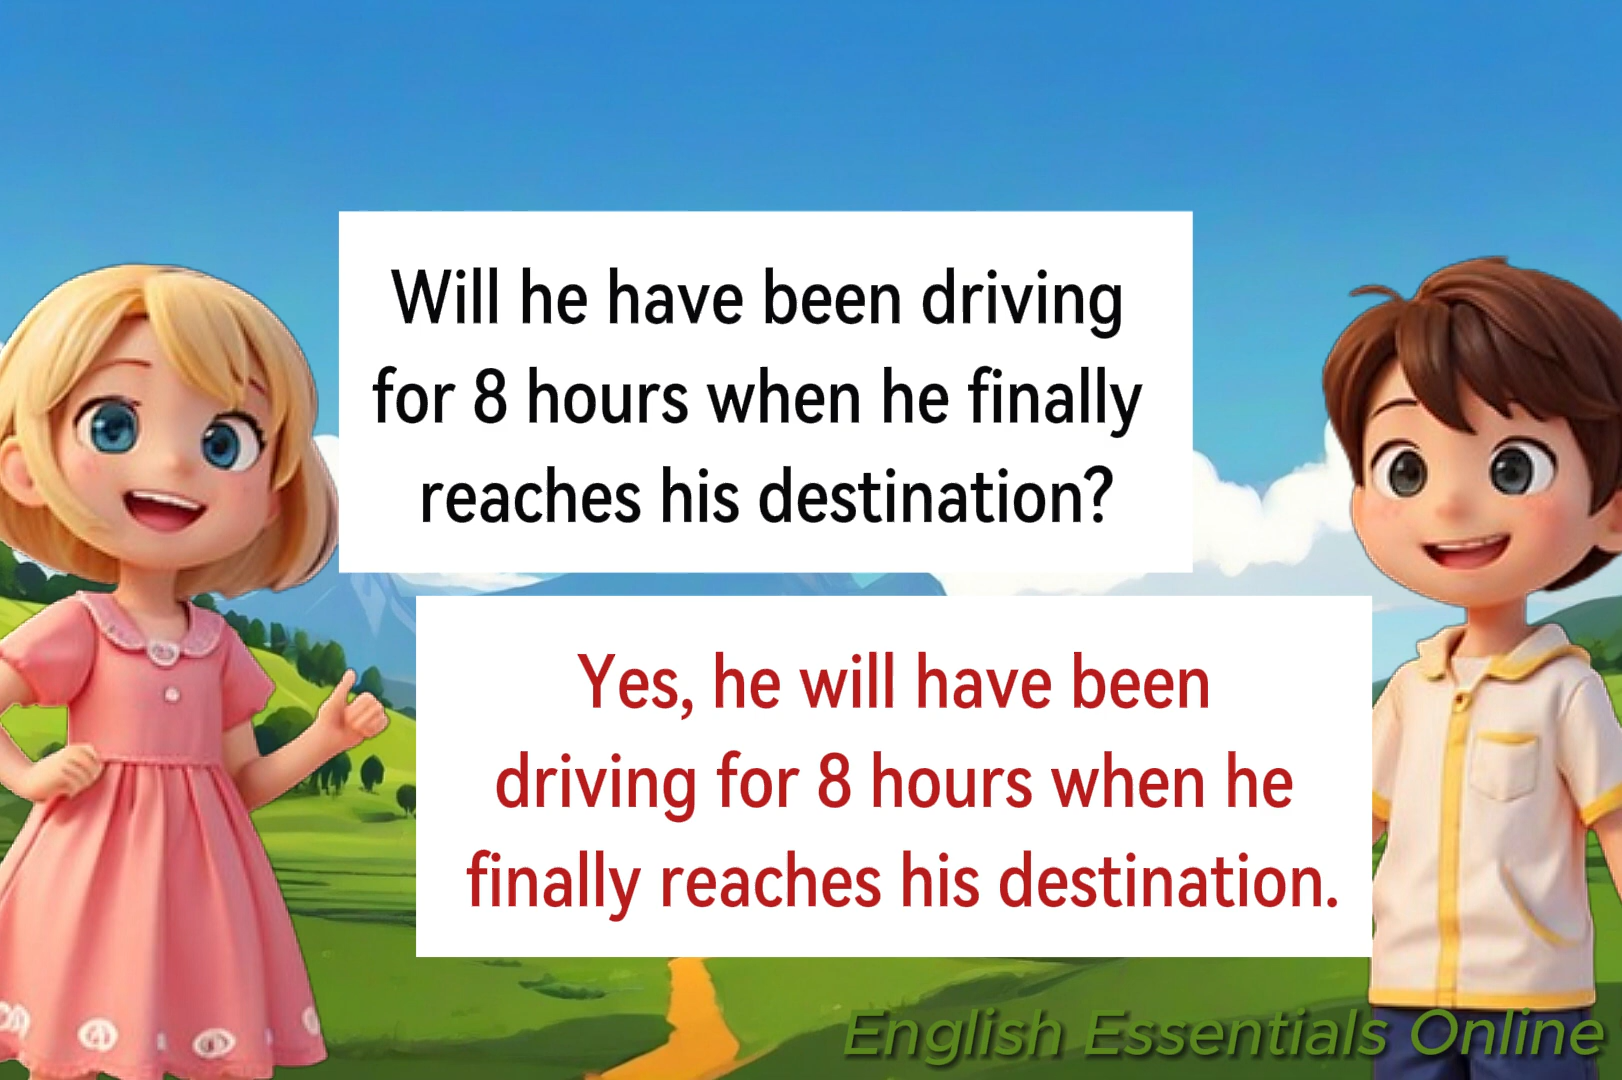 Will he have been driving
for 8 hours when he finally
reaches his destination?
Yes, he will have been
driving for 8 hours when he
finally reaches his destination.
English Essentials Online